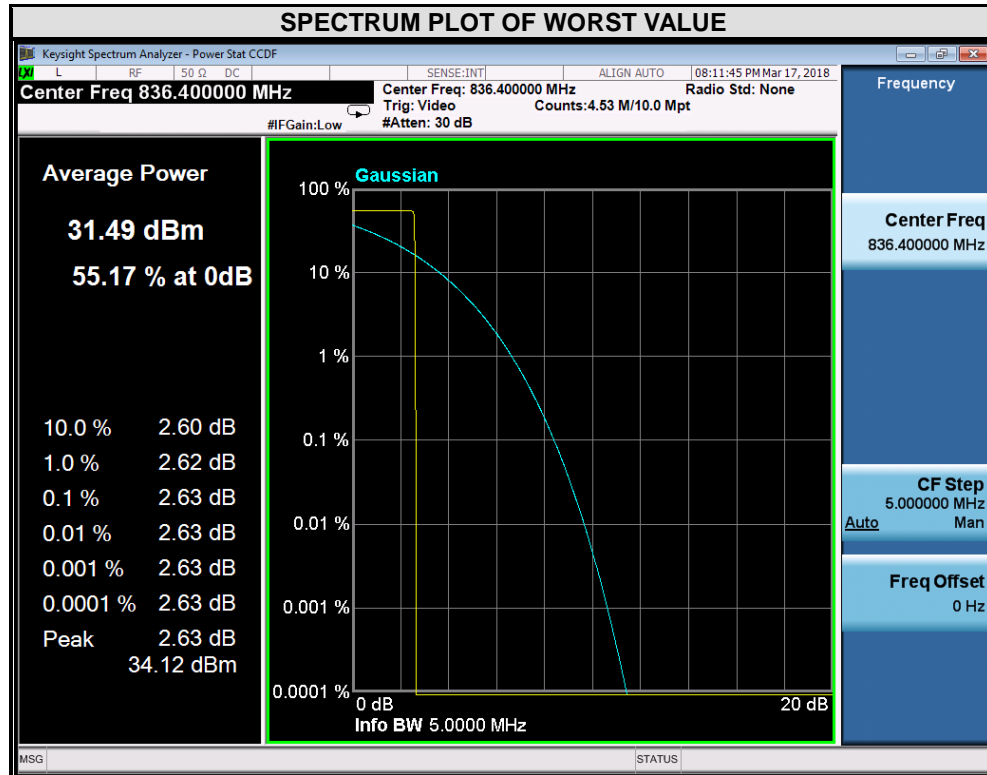 SPECTRUM PLOT OF WORST VALUE
Keysight Spectrum Analyzer - Power Stat CCDF
LXI L RF 50 Ω DC SENSE:INT ALIGN AUTO 08:11:45 PM Mar 17, 2018
Center Freq 836.400000 MHz
#IFGain:Low
Center Freq: 836.400000 MHz
Radio Std: None
Trig: Video
Counts:4.53 M/10.0 Mpt
#Atten: 30 dB
Average Power
31.49 dBm
55.17 % at 0dB
10.0 % 2.60 dB
1.0 % 2.62 dB
0.1 % 2.63 dB
0.01 % 2.63 dB
0.001 % 2.63 dB
0.0001 % 2.63 dB
Peak 2.63 dB
34.12 dBm
Gaussian
100 %
10 %
1 %
0.1 %
0.01 %
0.001 %
0.0001 %
0 dB
20 dB
Info BW 5.0000 MHz
Frequency
Center Freq
836.400000 MHz
CF Step
5.000000 MHz
Auto Man
Freq Offset
0 Hz
MSG
STATUS